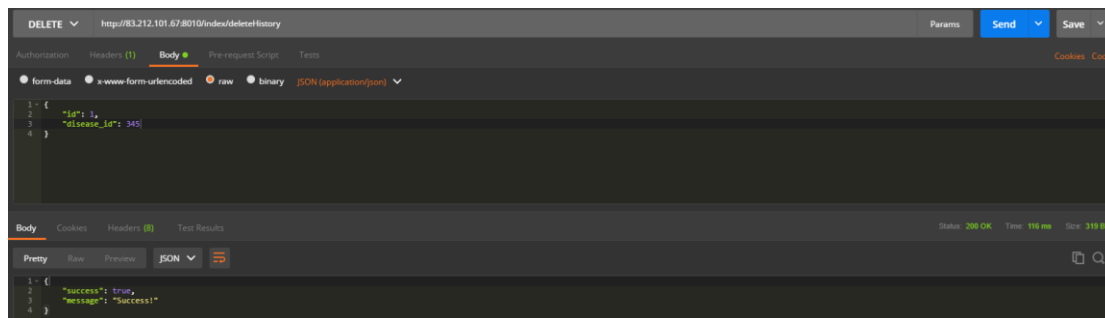 DELETE http://83.212.101.67:8010/index/deleteHistory Params Send Save
Authorization Headers (1) Body Pre-request Script Tests Cookies Co
form-data x-www-form-urlencoded raw binary JSON (application/json)
1 {
2 "id": 1,
3 "disease_id": 345
4 }
Body Cookies Headers (8) Test Results Status: 200 OK Time: 116 ms Size: 319 B
Pretty Raw Preview JSON
1 {
2 "success": true,
3 "message": "Success!"
4 }